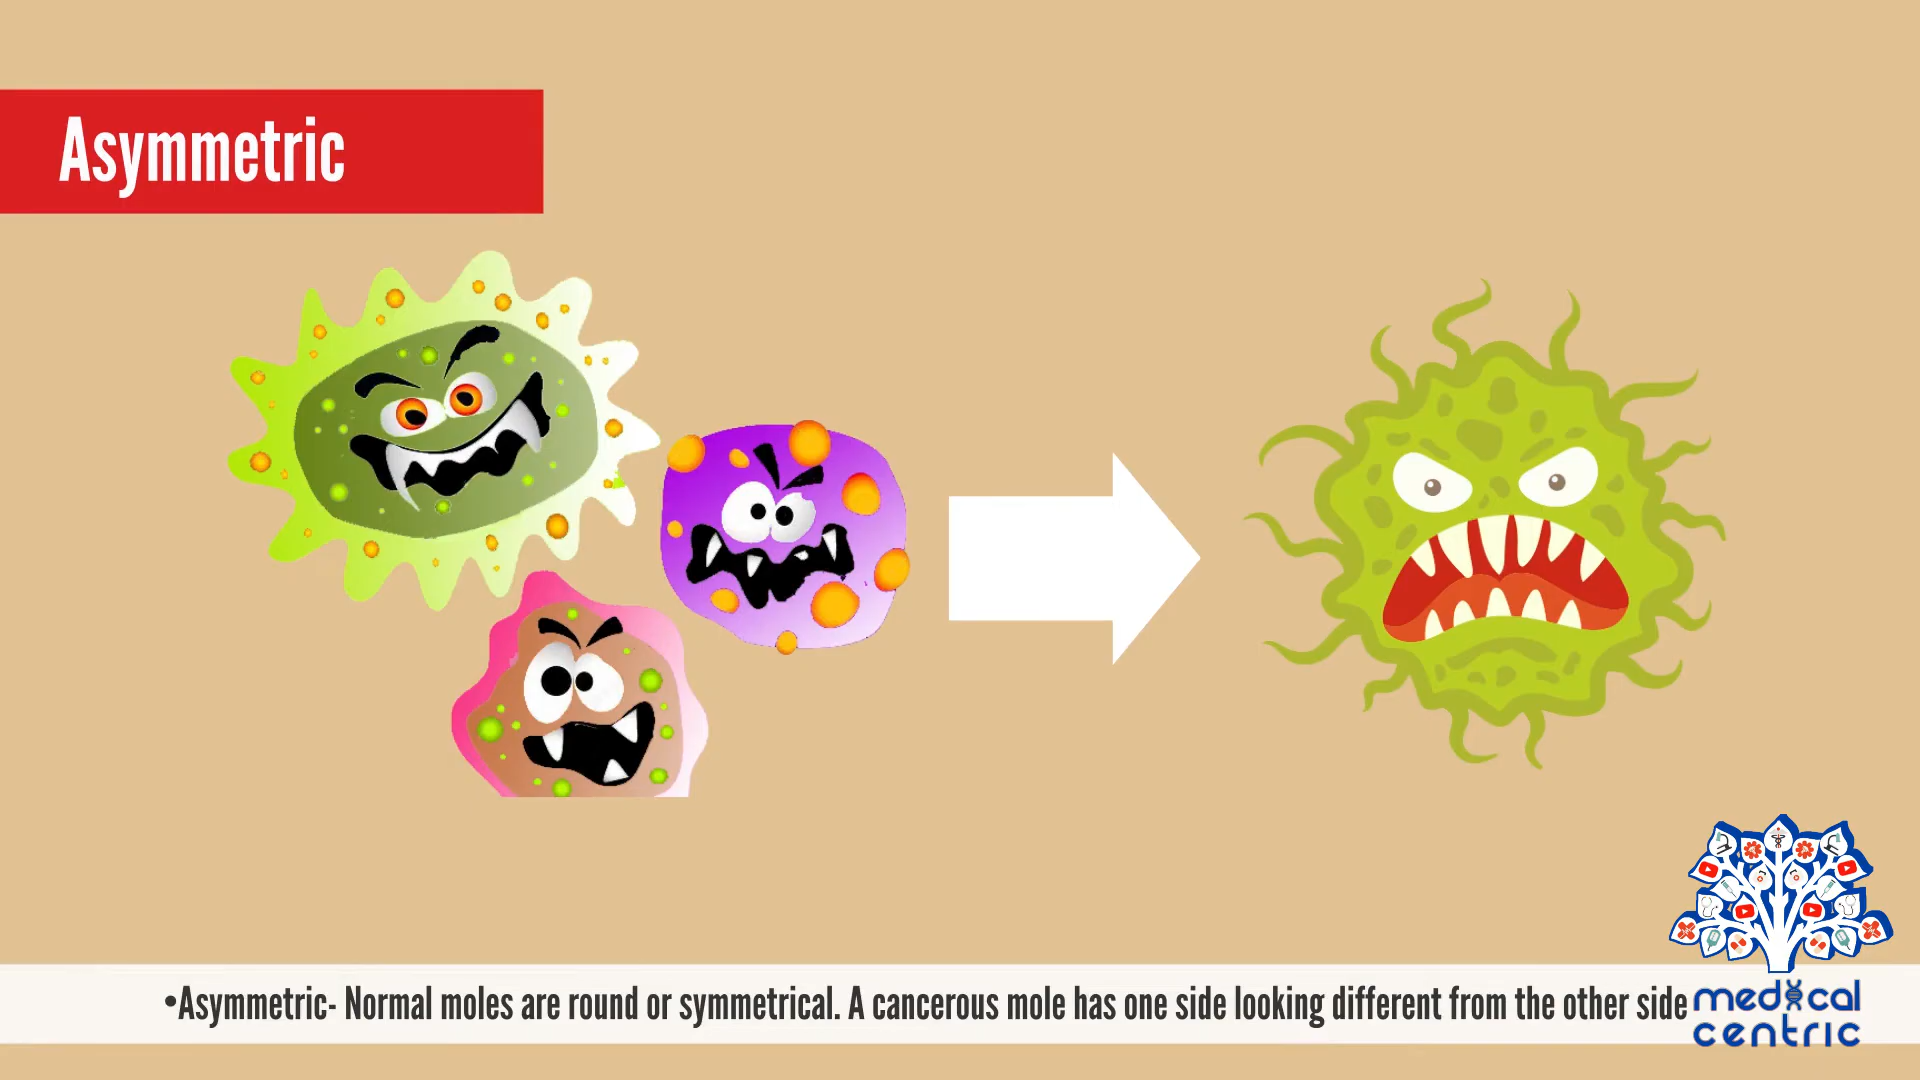 Asymmetric
•Asymmetric- Normal moles are round or symmetrical. A cancerous mole has one side looking different from the other side
medical
centric